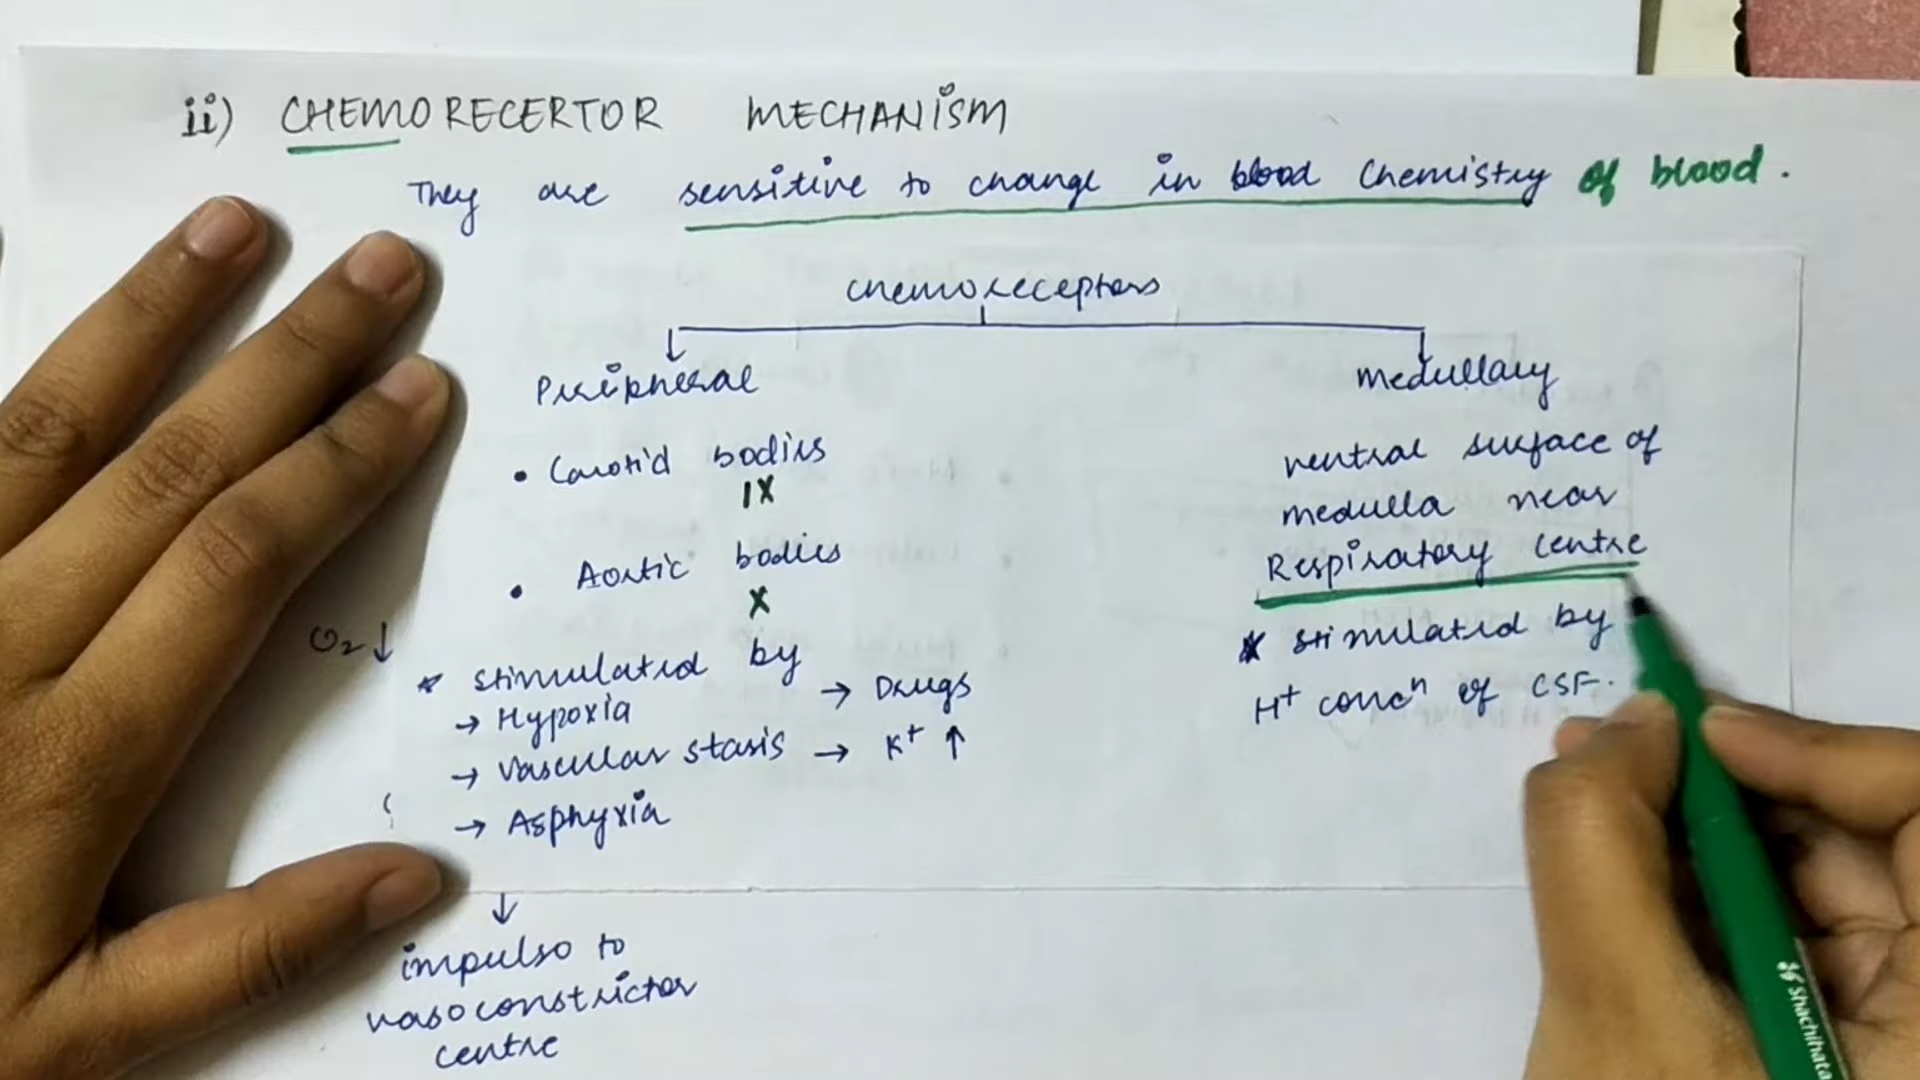 ii) CHEMORECERTOR MECHANISM
They are sensitive to change in blood chemistry of blood.
chemoreceptors
Peripheral
• Carotid bodies
IX
• Aortic bodies
X
O2↓
* stimulated by
→ Hypoxia
→ Drugs
→ vascular stasis
→ K+ ↑
→ Asphyxia
↓
impulso to
vasoconstrictor
centre
Medullary
ventral surface of
medulla near
Respiratory centre
* stimulated by
H+ concn of CSF.
Shachihata